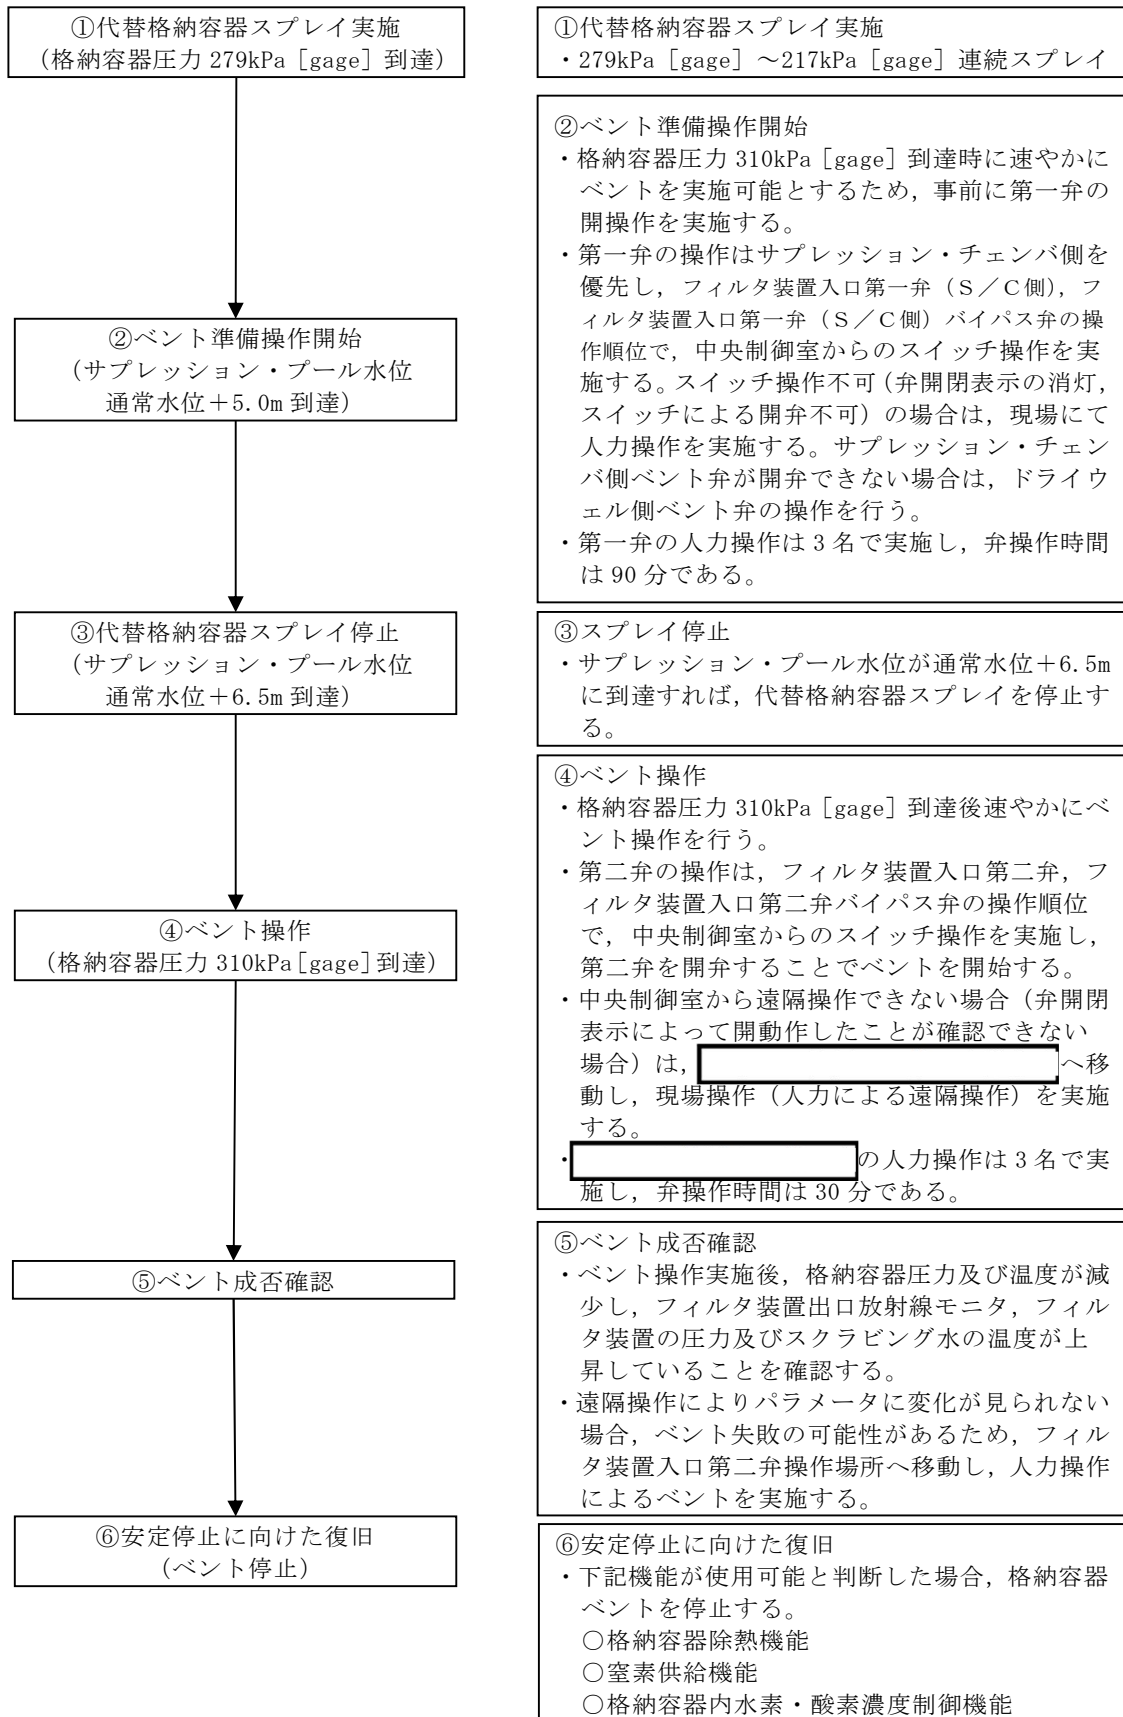 ①代替格納容器スプレイ実施
(格納容器圧力 279kPa [gage] 到達)
②ベント準備操作開始
(サプレッション・プール水位
通常水位+5.0m 到達)
③代替格納容器スプレイ停止
(サプレッション・プール水位
通常水位+6.5m 到達)
④ベント操作
(格納容器圧力 310kPa[gage]到達)
⑤ベント成否確認
⑥安定停止に向けた復旧
(ベント停止)
①代替格納容器スプレイ実施
・279kPa [gage] ~217kPa [gage] 連続スプレイ
②ベント準備操作開始
・格納容器圧力 310kPa [gage] 到達時に速やかに
ベントを実施可能とするため,事前に第一弁の
開操作を実施する。
・第一弁の操作はサプレッション・チェンバ側を
優先し,フィルタ装置入口第一弁(S/C側),フ
ィルタ装置入口第一弁(S/C側)バイパス弁の操
作順位で,中央制御室からのスイッチ操作を実
施する。スイッチ操作不可(弁開閉表示の消灯,
スイッチによる開弁不可)の場合は,現場にて
人力操作を実施する。サプレッション・チェン
バ側ベント弁が開弁できない場合は,ドライウ
ェル側ベント弁の操作を行う。
・第一弁の人力操作は3名で実施し,弁操作時間
は 90 分である。
③スプレイ停止
・サプレッション・プール水位が通常水位+6.5m
に到達すれば,代替格納容器スプレイを停止す
る。
④ベント操作
・格納容器圧力 310kPa [gage] 到達後速やかにベ
ント操作を行う。
・第二弁の操作は,フィルタ装置入口第二弁,フ
ィルタ装置入口第二弁バイパス弁の操作順位
で,中央制御室からのスイッチ操作を実施し,
第二弁を開弁することでベントを開始する。
・中央制御室から遠隔操作できない場合(弁開閉
表示によって開動作したことが確認できない
場合)は, へ移
動し,現場操作(人力による遠隔操作)を実施
する。
・ の人力操作は3名で実
施し,弁操作時間は 30 分である。
⑤ベント成否確認
・ベント操作実施後,格納容器圧力及び温度が減
少し,フィルタ装置出口放射線モニタ,フィル
タ装置の圧力及びスクラビング水の温度が上
昇していることを確認する。
・遠隔操作によりパラメータに変化が見られない
場合,ベント失敗の可能性があるため,フィル
タ装置入口第二弁操作場所へ移動し,人力操作
によるベントを実施する。
⑥安定停止に向けた復旧
・下記機能が使用可能と判断した場合,格納容器
ベントを停止する。
○格納容器除熱機能
○窒素供給機能
○格納容器内水素・酸素濃度制御機能